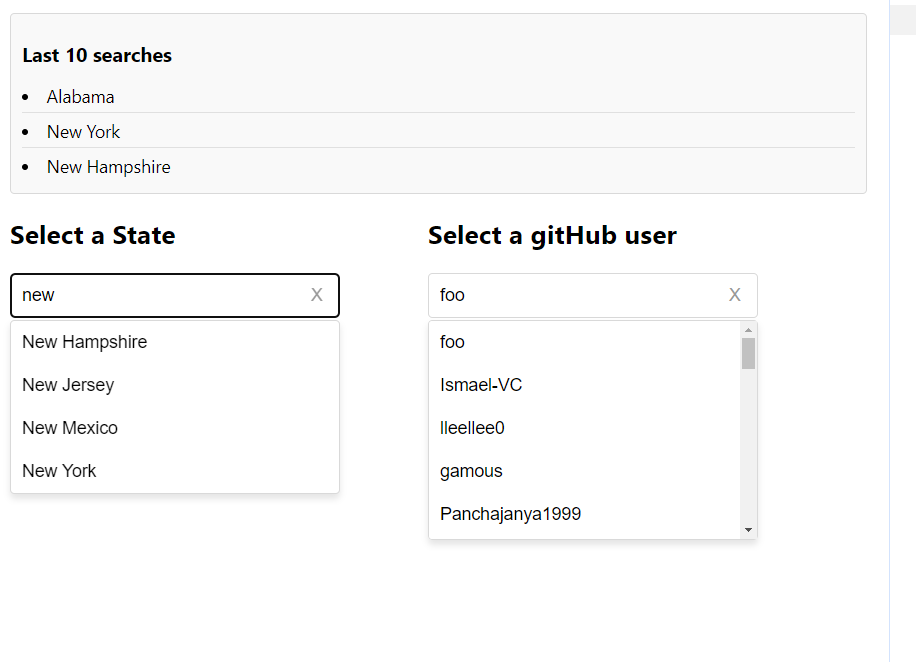 Last 10 searches
Alabama
New York
New Hampshire
Select a State
new X
New Hampshire
New Jersey
New Mexico
New York
Select a gitHub user
foo X
foo
Ismael-VC
lleellee0
gamous
Panchajanya1999